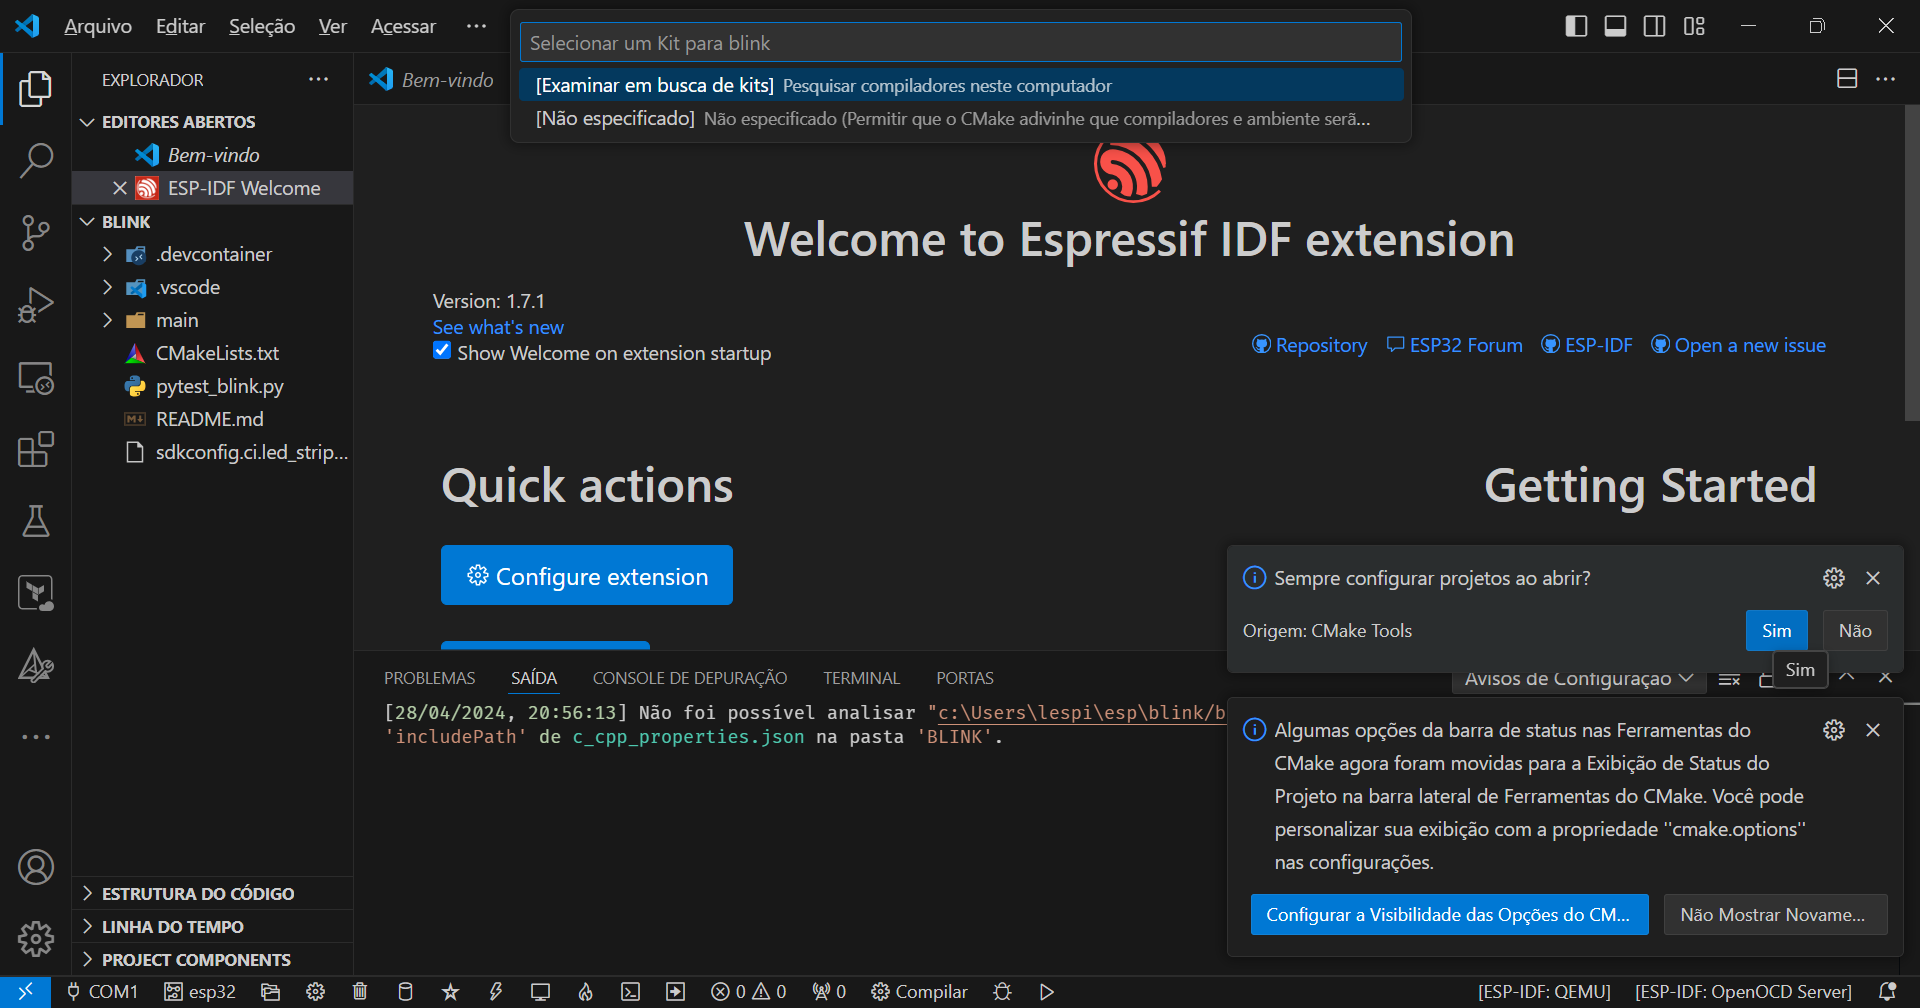 Arquivo Editar Seleção Ver Acessar ···
Selecionar um Kit para blink
[Examinar em busca de kits] Pesquisar compiladores neste computador
[Não especificado] Não especificado (Permitir que o CMake adivinhe que compiladores e ambiente serã...
EXPLORADOR ···
Bem-vindo
EDITORES ABERTOS
Bem-vindo
ESP-IDF Welcome
BLINK
.devcontainer
.vscode
main
CMakeLists.txt
pytest_blink.py
README.md
sdkconfig.ci.led_strip...
ESTRUTURA DO CÓDIGO
LINHA DO TEMPO
PROJECT COMPONENTS
Welcome to Espressif IDF extension
Version: 1.7.1
See what's new
Show Welcome on extension startup
Repository ESP32 Forum ESP-IDF Open a new issue
Quick actions
Getting Started
Configure extension
PROBLEMAS SAÍDA CONSOLE DE DEPURAÇÃO TERMINAL PORTAS
Avisos de Configuração
[28/04/2024, 20:56:13] Não foi possível analisar "c:\Users\lespi\esp\blink/b
'includePath' de c_cpp_properties.json na pasta 'BLINK'.
Sempre configurar projetos ao abrir?
Origem: CMake Tools
Sim
Não
Sim
Algumas opções da barra de status nas Ferramentas do
CMake agora foram movidas para a Exibição de Status do
Projeto na barra lateral de Ferramentas do CMake. Você pode
personalizar sua exibição com a propriedade "cmake.options"
nas configurações.
Configurar a Visibilidade das Opções do CM...
Não Mostrar Novame...
COM1 esp32 0 0 0 Compilar [ESP-IDF: QEMU] [ESP-IDF: OpenOCD Server]